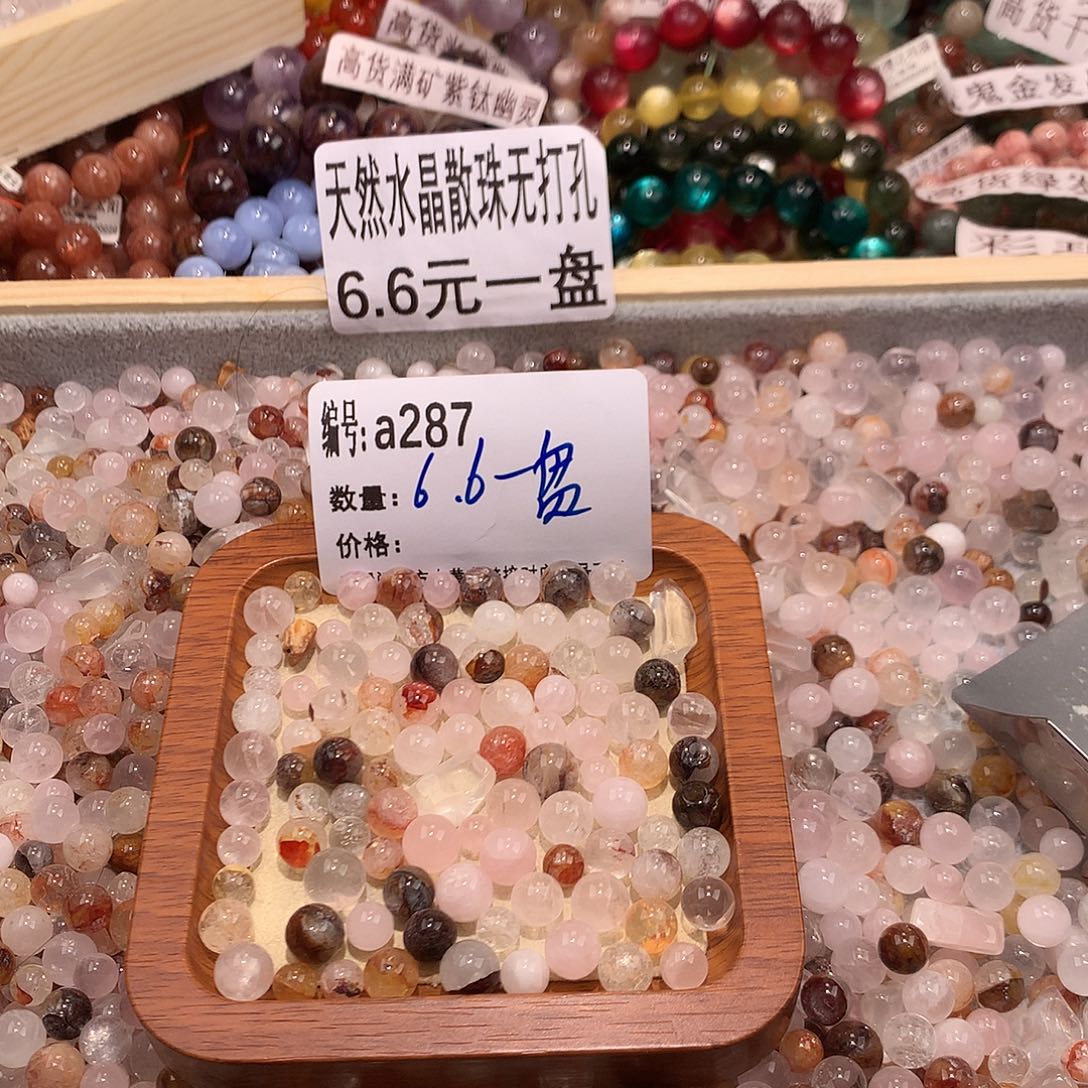 高货满矿紫钛幽灵
鬼金发
天然水晶散珠无打孔
6.6元一盘
编号:a287
数量: 6.6一盘
价格: